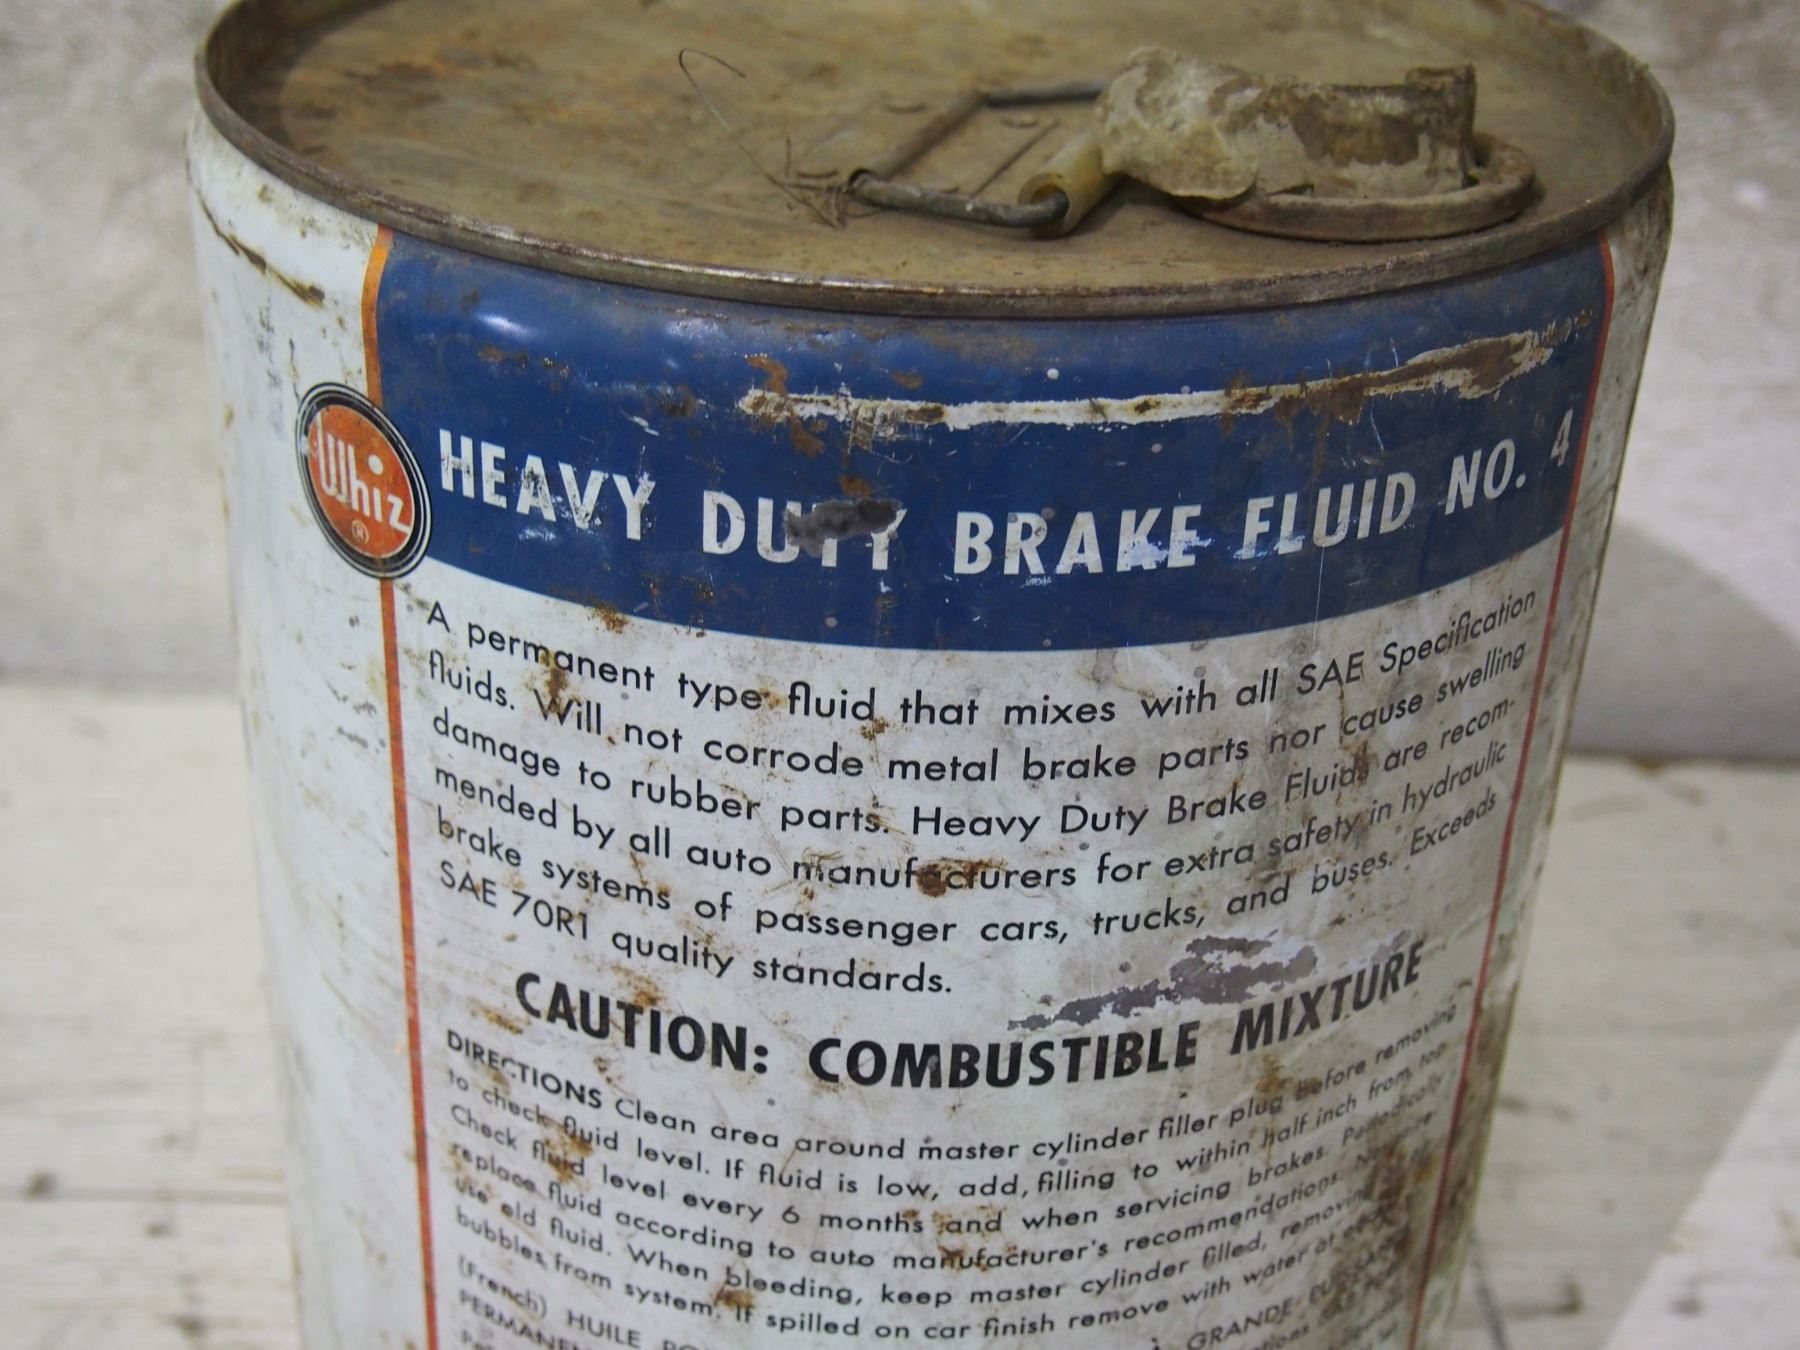 Whiz
®
HEAVY DUTY BRAKE FLUID NO. 4
A permanent type fluid that mixes with all SAE Specification
fluids. Will not corrode metal brake parts nor cause swelling
damage to rubber parts. Heavy Duty Brake Fluids are recom-
mended by all auto manufacturers for extra safety in hydraulic
brake systems of passenger cars, trucks, and buses. Exceeds
SAE 70R1 quality standards.
CAUTION: COMBUSTIBLE MIXTURE
DIRECTIONS Clean area around master cylinder filler plug before removing
to check fluid level. If fluid is low, add, filling to within half inch from top.
Check fluid level every 6 months and when servicing brakes. Periodically
replace fluid according to auto manufacturer's recommendations.
use old fluid. When bleeding, keep master cylinder filled, removing
bubbles from system. If spilled on car finish remove with water at
(French) HUILE À GRANDE